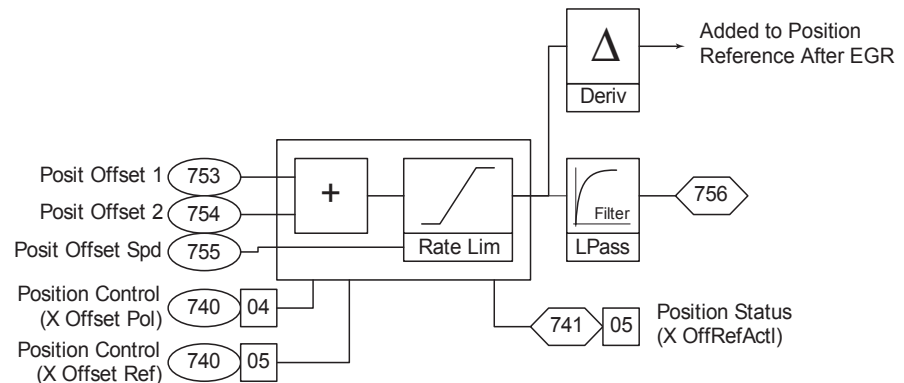 Added to Position
Reference After EGR
Δ
Deriv
Posit Offset 1
753
Posit Offset 2
754
Posit Offset Spd
755
+
Rate Lim
Filter
LPass
756
Position Control
(X Offset Pol)
740
04
Position Control
(X Offset Ref)
740
05
741
05
Position Status
(X OffRefActl)